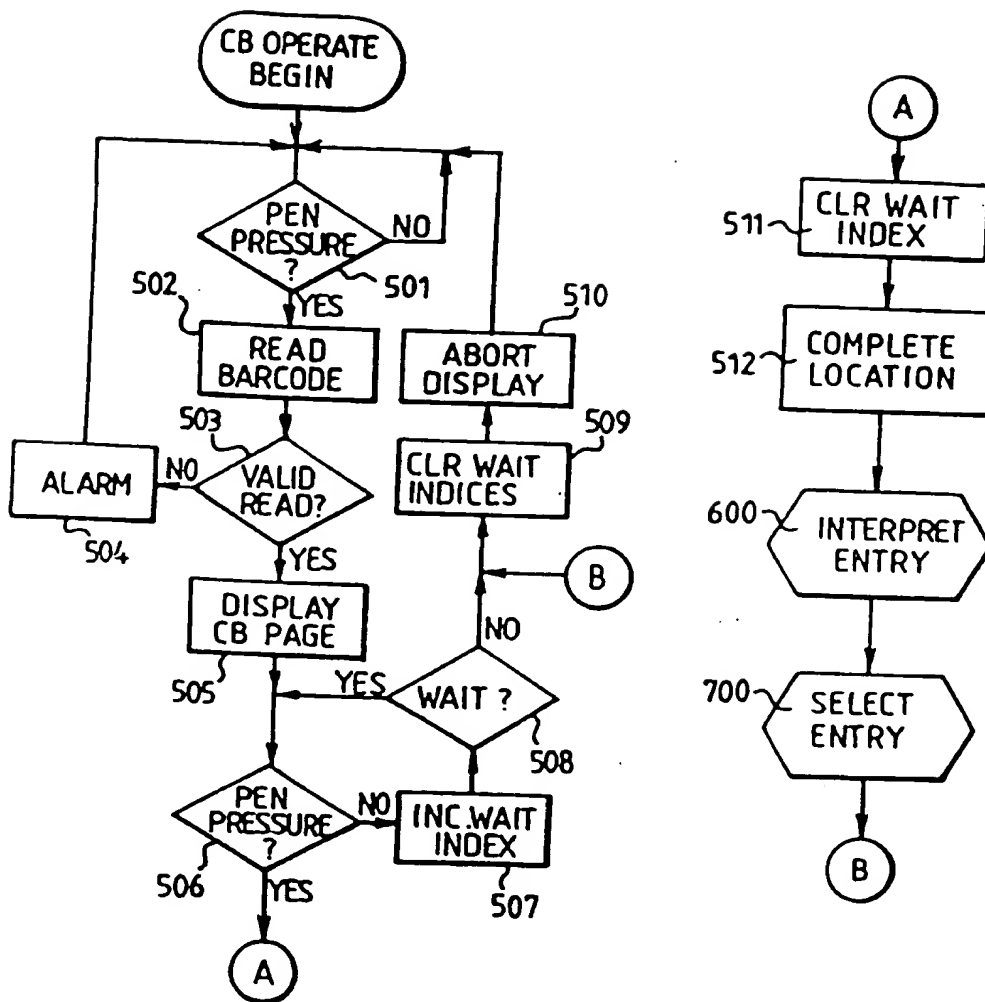 CB OPERATE
BEGIN
PEN
PRESSURE
?
NO
501
YES
502
READ
BARCODE
503
VALID
READ?
NO
ALARM
504
YES
DISPLAY
CB PAGE
505
PEN
PRESSURE
?
506
NO
YES
A
INC.WAIT
INDEX
507
WAIT ?
508
YES
NO
B
CLR WAIT
INDICES
509
510
ABORT
DISPLAY
A
511
CLR WAIT
INDEX
512
COMPLETE
LOCATION
600
INTERPRET
ENTRY
700
SELECT
ENTRY
B